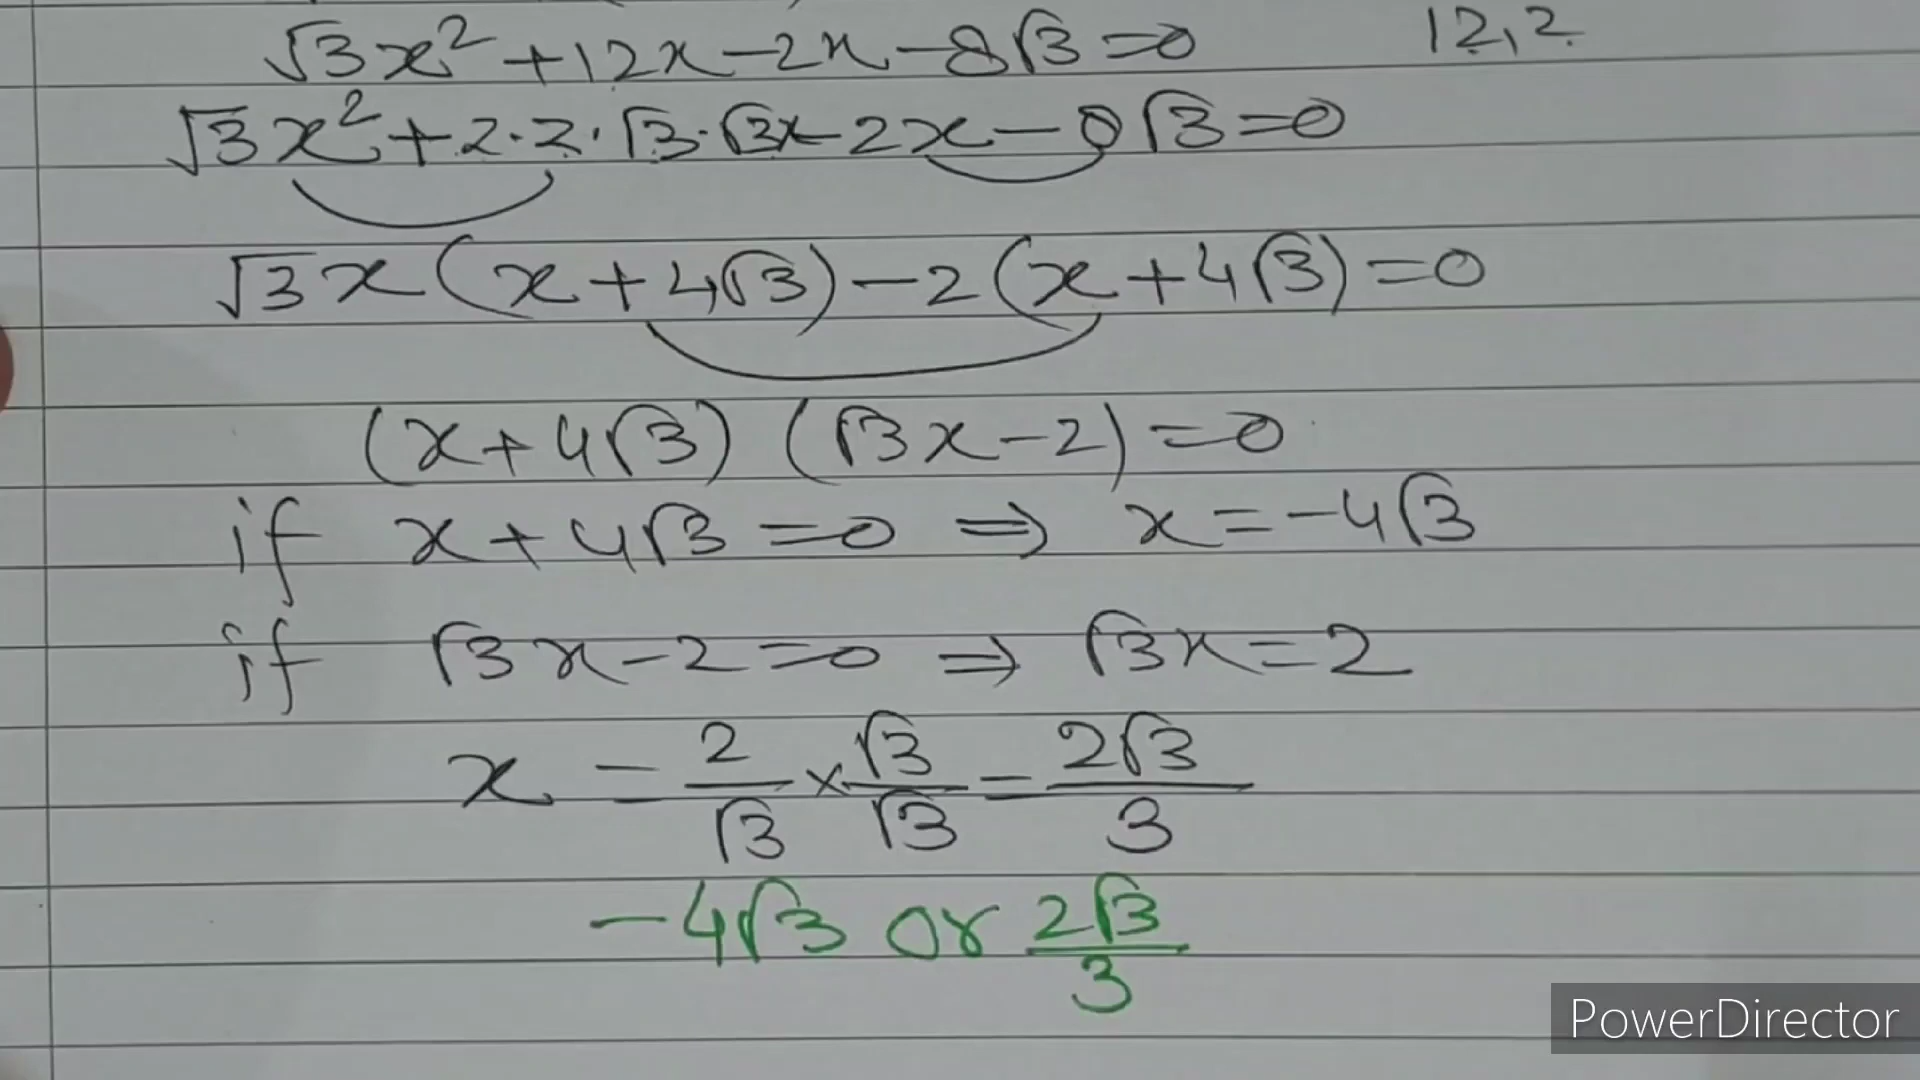 √3x² + 12x - 2x - 8√3 = 0 12,2
√3x² + 2·2·√3·√3x - 2x - 8√3 = 0
√3x(x + 4√3) - 2(x + 4√3) = 0
(x + 4√3) (√3x - 2) = 0
if x + 4√3 = 0 ⇒ x = -4√3
if √3x - 2 = 0 ⇒ √3x = 2
x = 2/√3 × √3/√3 = 2√3/3
-4√3 or 2√3/3
PowerDirector